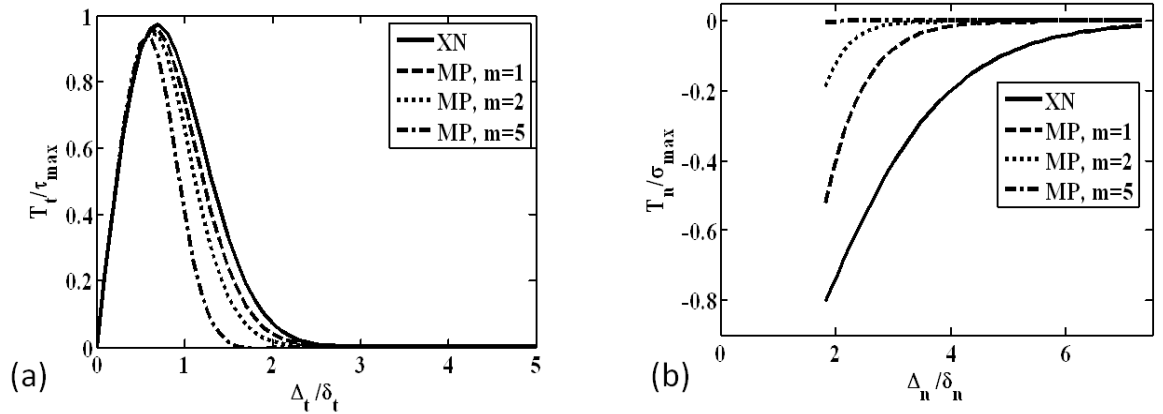 1
0.8
0.6
0.4
0.2
0
T_t/τ_max
0 1 2 3 4 5
Δ_t/δ_t
XN
MP, m=1
MP, m=2
MP, m=5
(a)
0
-0.2
-0.4
-0.6
-0.8
T_n/σ_max
0 2 4 6
Δ_n/δ_n
XN
MP, m=1
MP, m=2
MP, m=5
(b)